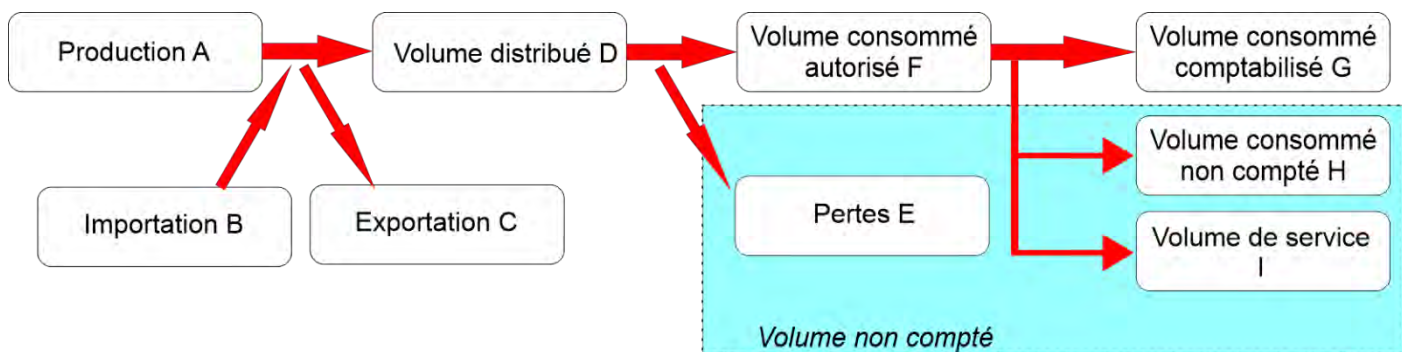 Production A
Volume distribué D
Volume consommé
autorisé F
Volume consommé
comptabilisé G
Volume consommé
non compté H
Importation B
Exportation C
Pertes E
Volume de service
I
Volume non compté